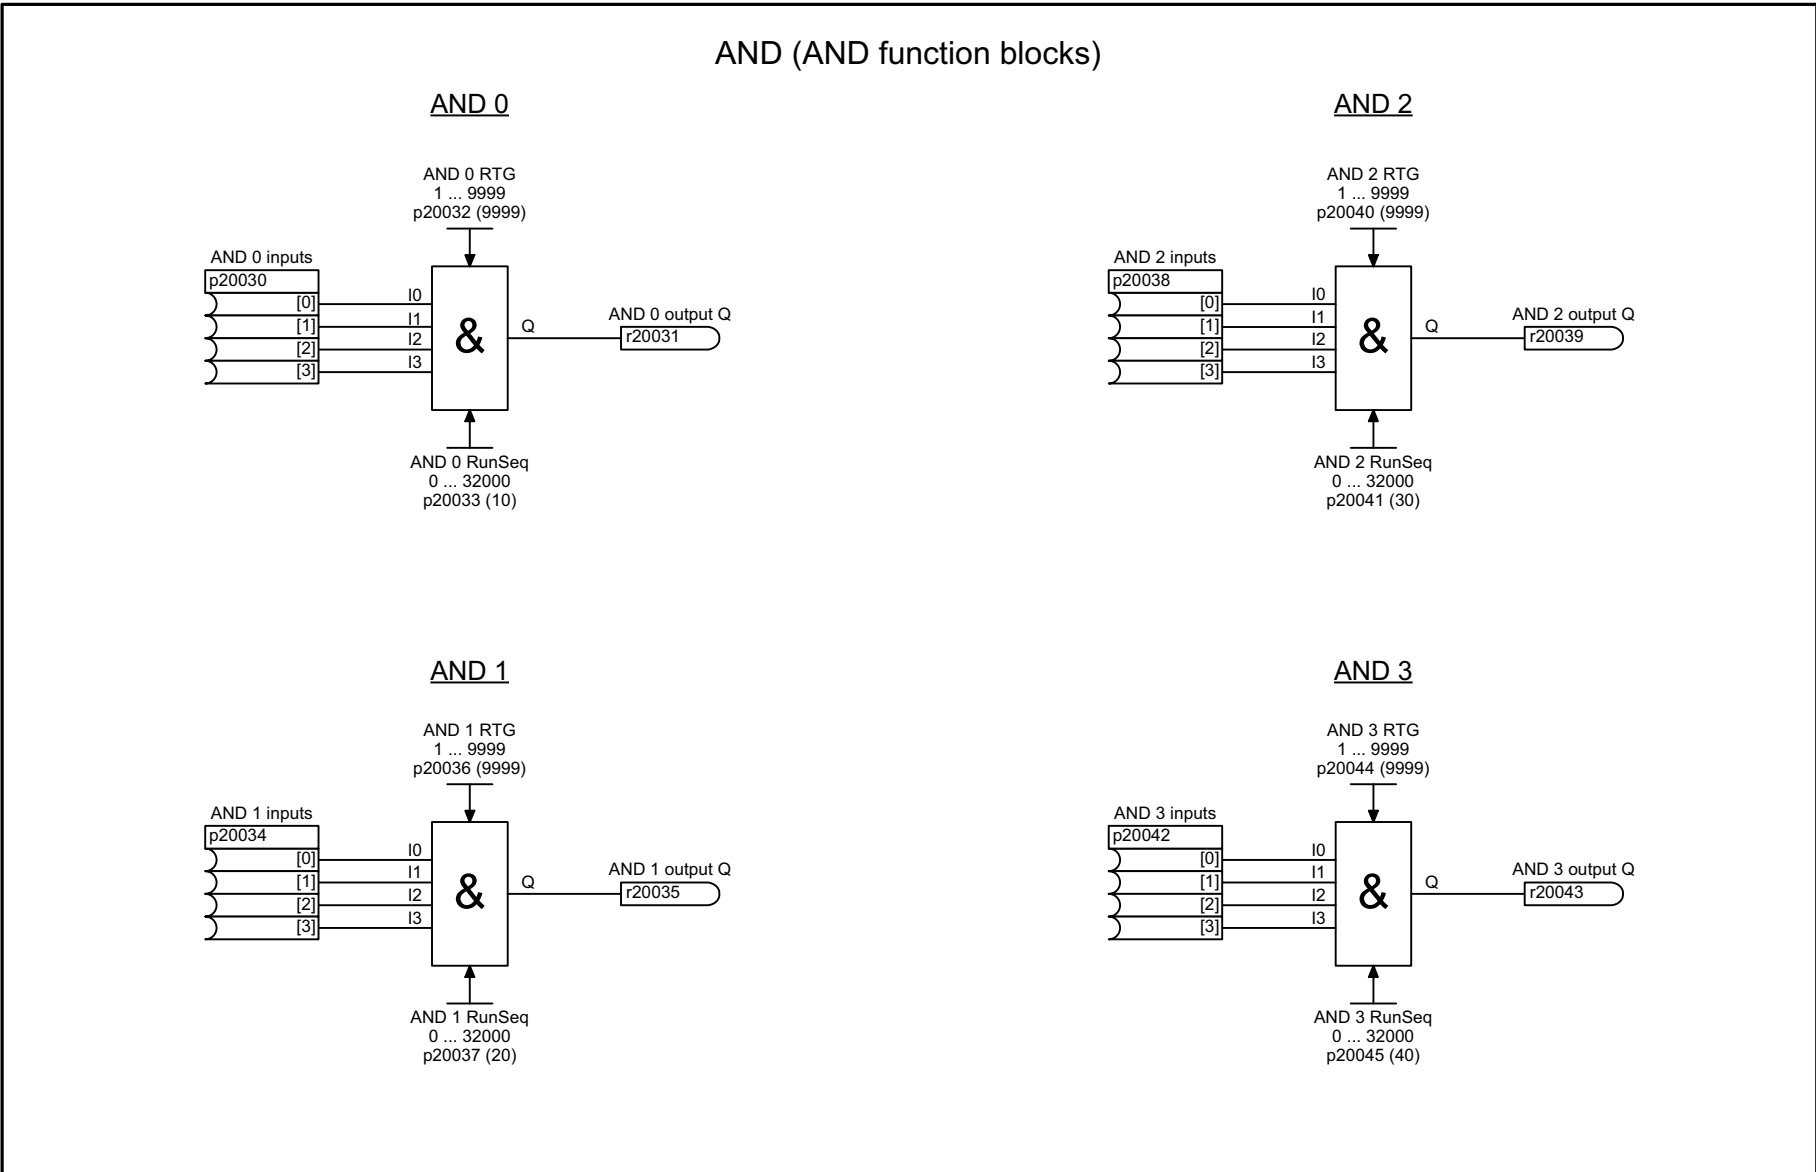 AND (AND function blocks)
AND 0
AND 0 RTG
1 ... 9999
p20032 (9999)
AND 0 inputs
p20030
[0]
[1]
[2]
[3]
I0
I1
I2
I3
&
Q
AND 0 output Q
r20031
AND 0 RunSeq
0 ... 32000
p20033 (10)
AND 2
AND 2 RTG
1 ... 9999
p20040 (9999)
AND 2 inputs
p20038
[0]
[1]
[2]
[3]
I0
I1
I2
I3
&
Q
AND 2 output Q
r20039
AND 2 RunSeq
0 ... 32000
p20041 (30)
AND 1
AND 1 RTG
1 ... 9999
p20036 (9999)
AND 1 inputs
p20034
[0]
[1]
[2]
[3]
I0
I1
I2
I3
&
Q
AND 1 output Q
r20035
AND 1 RunSeq
0 ... 32000
p20037 (20)
AND 3
AND 3 RTG
1 ... 9999
p20044 (9999)
AND 3 inputs
p20042
[0]
[1]
[2]
[3]
I0
I1
I2
I3
&
Q
AND 3 output Q
r20043
AND 3 RunSeq
0 ... 32000
p20045 (40)